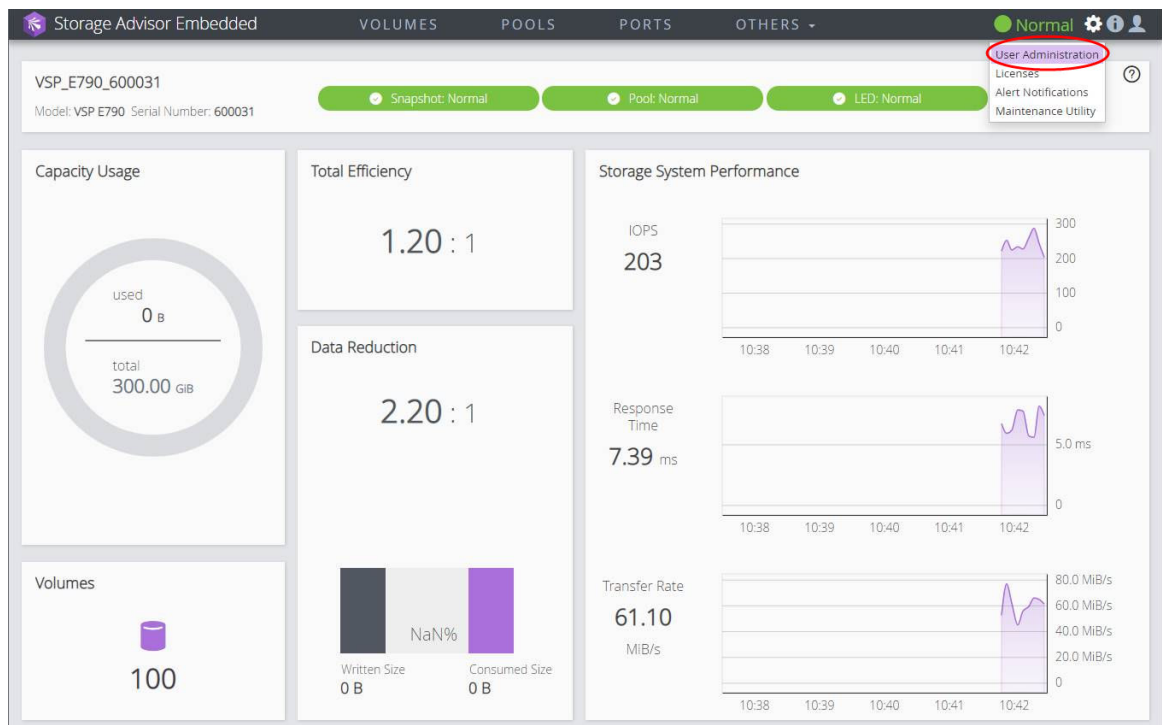 Storage Advisor Embedded
VOLUMES
POOLS
PORTS
OTHERS
Normal
User Administration
Licenses
Alert Notifications
Maintenance Utility
VSP_E790_600031
Model: VSP E790 Serial Number: 600031
Snapshot: Normal
Pool: Normal
LED: Normal
Capacity Usage
used
0 B
total
300.00 GiB
Total Efficiency
1.20 : 1
Data Reduction
2.20 : 1
NaN%
Written Size
0 B
Consumed Size
0 B
Volumes
100
Storage System Performance
IOPS
203
300
200
100
0
10:38 10:39 10:40 10:41 10:42
Response
Time
7.39 ms
5.0 ms
0
10:38 10:39 10:40 10:41 10:42
Transfer Rate
61.10
MiB/s
80.0 MiB/s
60.0 MiB/s
40.0 MiB/s
20.0 MiB/s
0
10:38 10:39 10:40 10:41 10:42